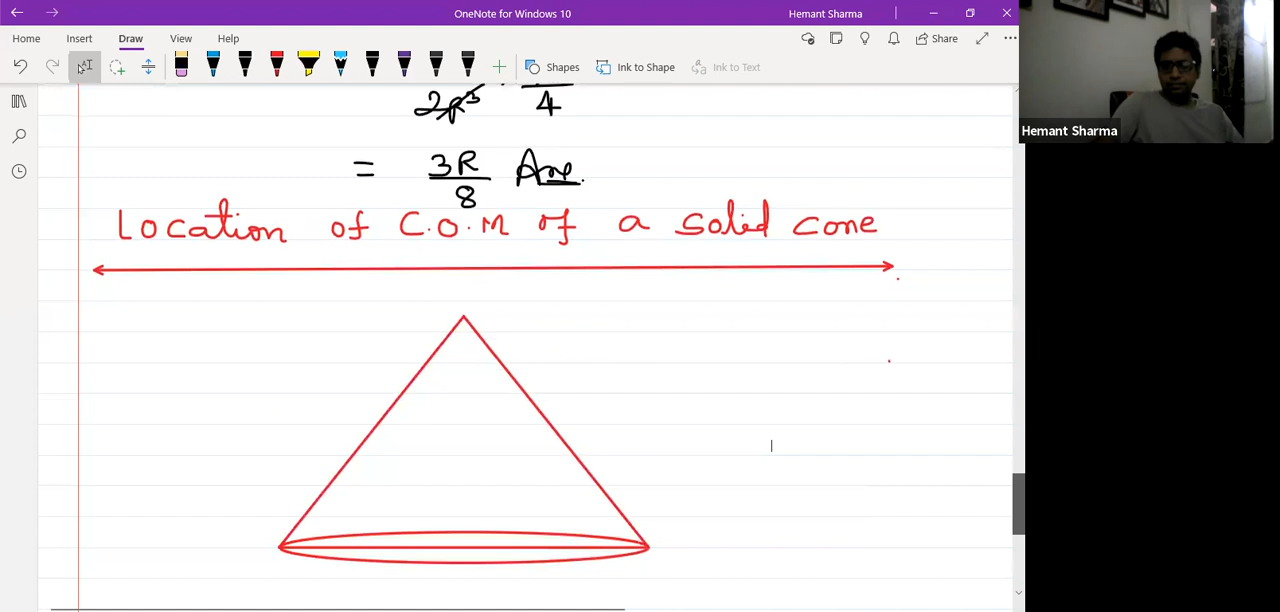 OneNote for Windows 10
Hemant Sharma
Home Insert Draw View Help
Share
Shapes Ink to Shape Ink to Text
Hemant Sharma
2R³ 4
= 3R/8 Ans.
Location of C.O.M of a solid cone